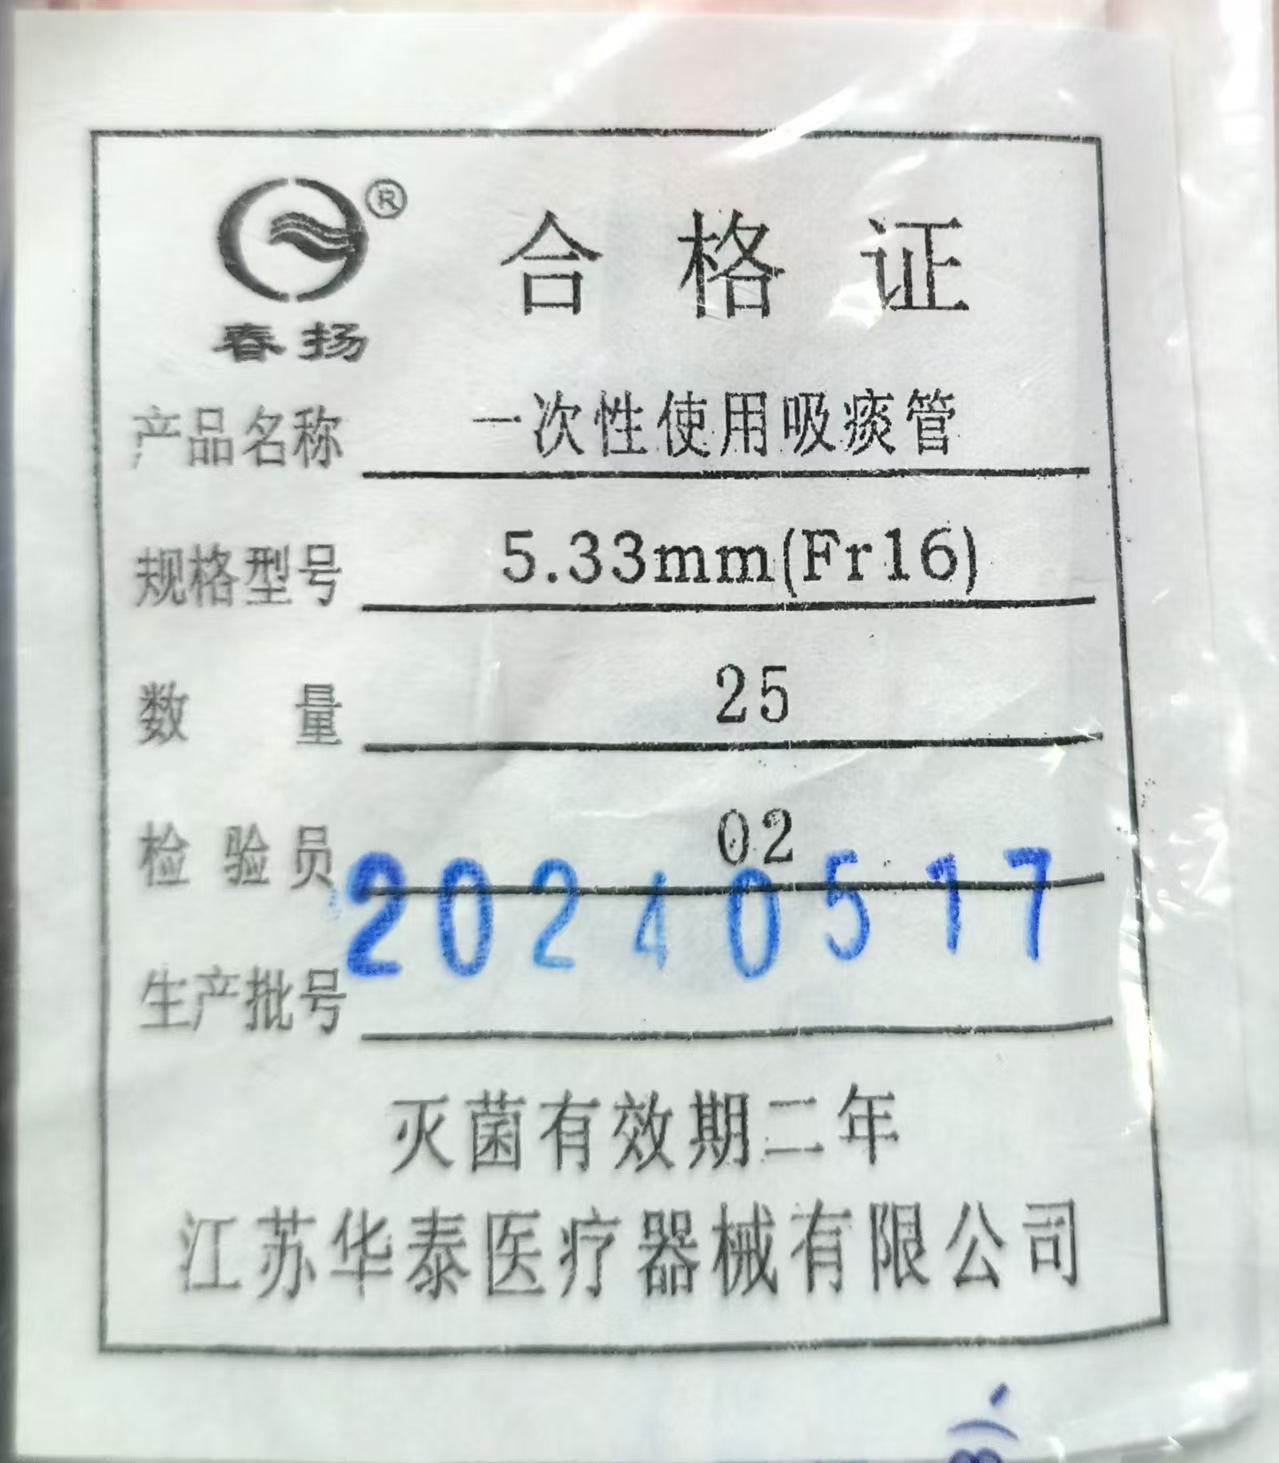 ®
合格证
春扬
产品名称 一次性使用吸痰管
规格型号 5.33mm(Fr16)
数量 25
检验员 02
生产批号 20240517
灭菌有效期二年
江苏华泰医疗器械有限公司